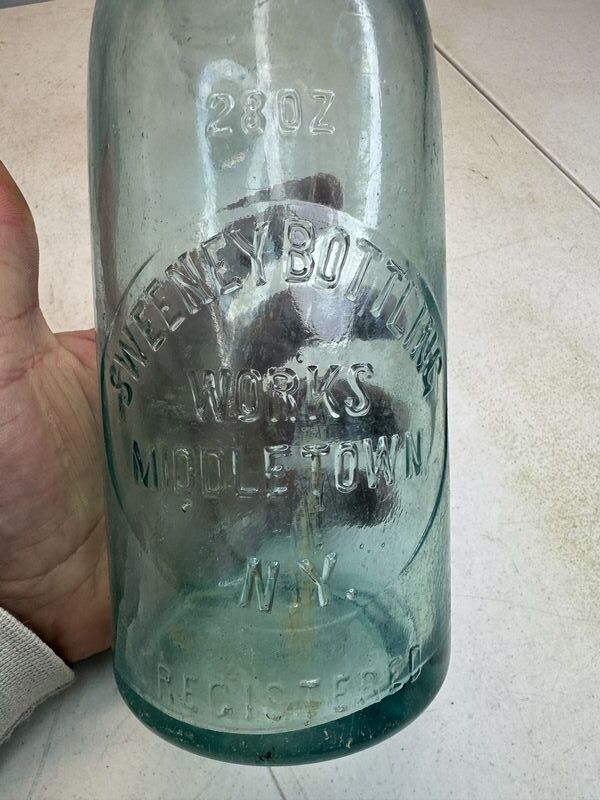 28OZ
SWEENEY BOTTLING
WORKS
MIDDLETOWN
N.Y.
REGISTERED